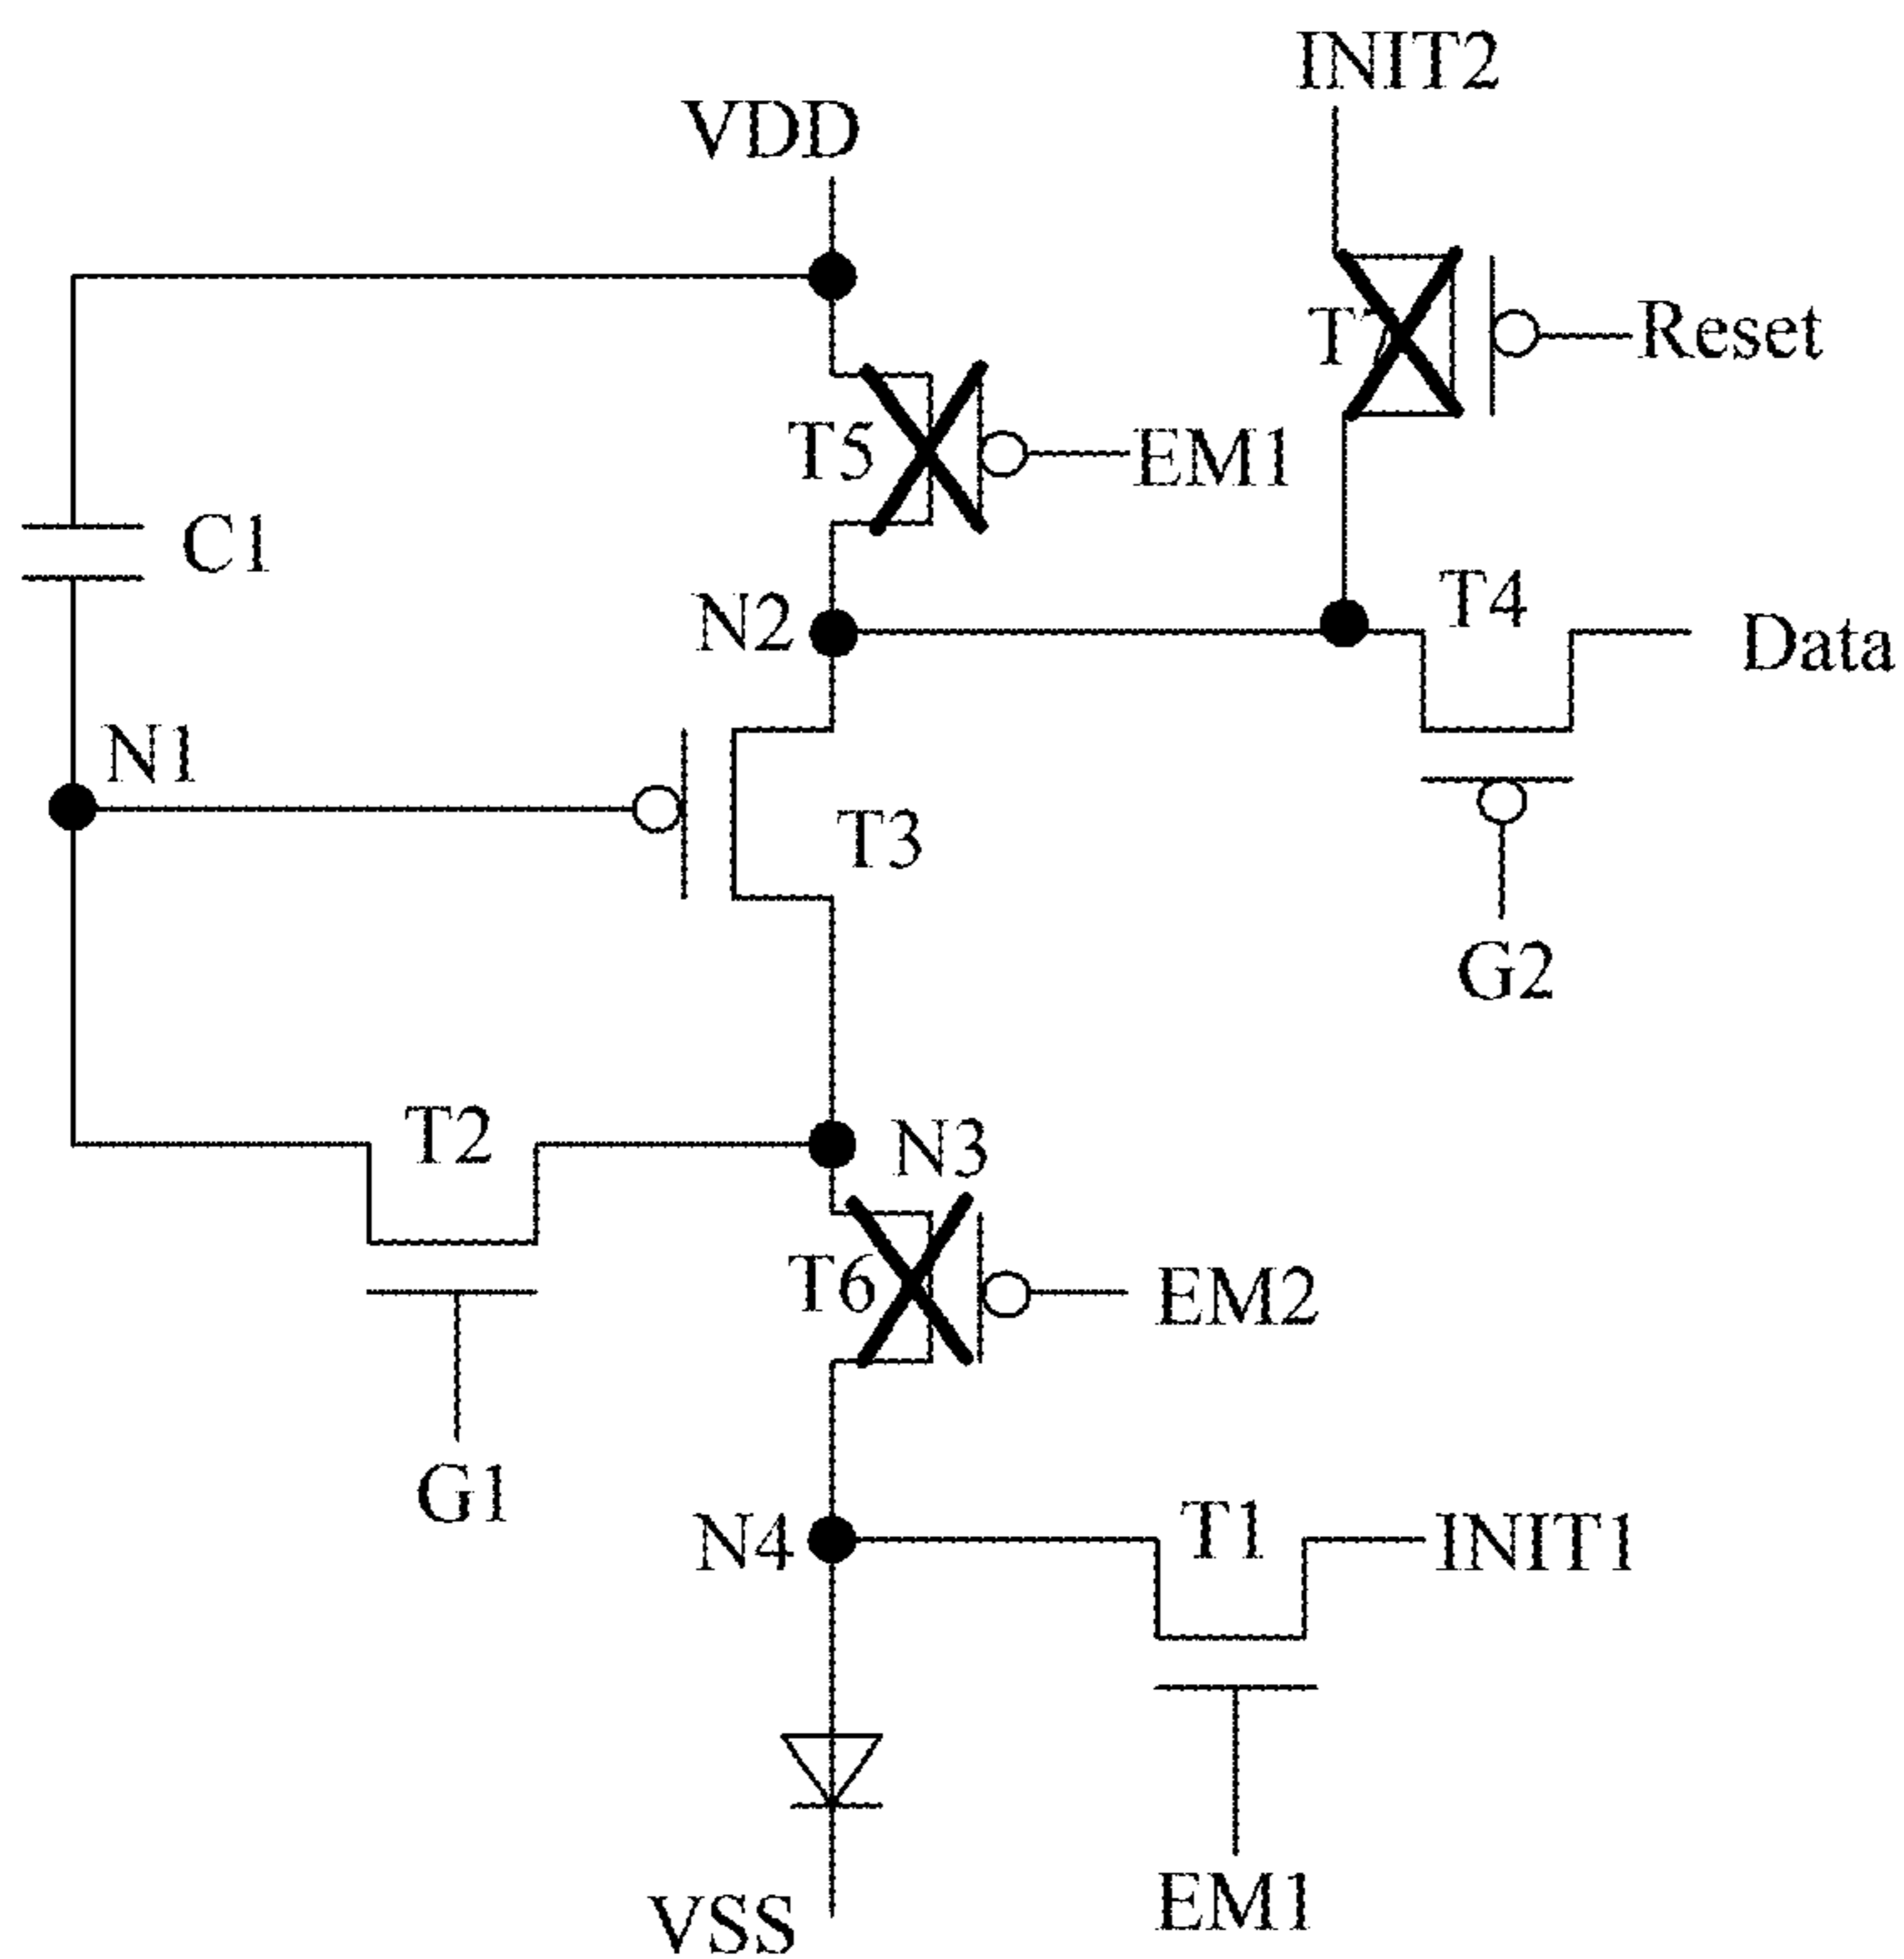 INIT2
VDD
Reset
T5
EM1
C1
T4
N2
Data
N1
T3
G2
T2
N3
T6
EM2
G1
T1
N4
INIT1
VSS
EM1